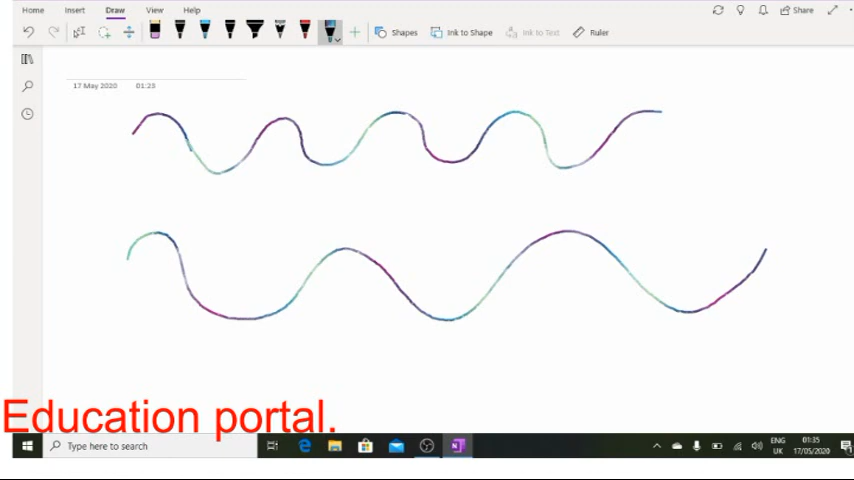 Home Insert Draw View Help Share
Shapes Ink to Shape Ink to Text Ruler
17 May 2020 01:23
Education portal.
Type here to search
ENG 01:35
UK 17/05/2020